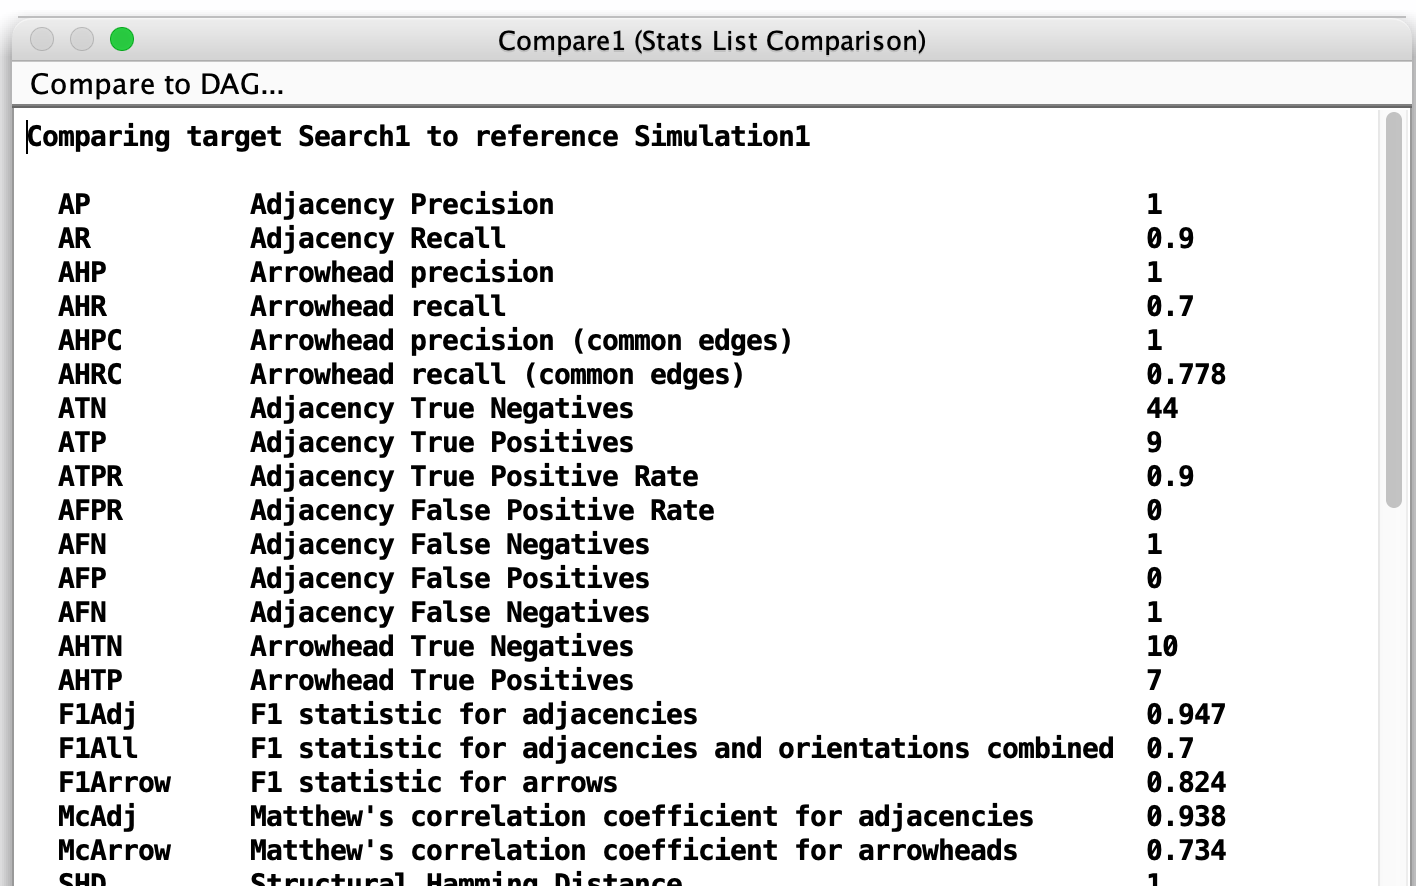 Compare1 (Stats List Comparison)
Compare to DAG...
Comparing target Search1 to reference Simulation1
AP Adjacency Precision 1
AR Adjacency Recall 0.9
AHP Arrowhead precision 1
AHR Arrowhead recall 0.7
AHPC Arrowhead precision (common edges) 1
AHRC Arrowhead recall (common edges) 0.778
ATN Adjacency True Negatives 44
ATP Adjacency True Positives 9
ATPR Adjacency True Positive Rate 0.9
AFPR Adjacency False Positive Rate 0
AFN Adjacency False Negatives 1
AFP Adjacency False Positives 0
AFN Adjacency False Negatives 1
AHTN Arrowhead True Negatives 10
AHTP Arrowhead True Positives 7
F1Adj F1 statistic for adjacencies 0.947
F1All F1 statistic for adjacencies and orientations combined 0.7
F1Arrow F1 statistic for arrows 0.824
McAdj Matthew's correlation coefficient for adjacencies 0.938
McArrow Matthew's correlation coefficient for arrowheads 0.734
SHD Structural Hamming Distance 1